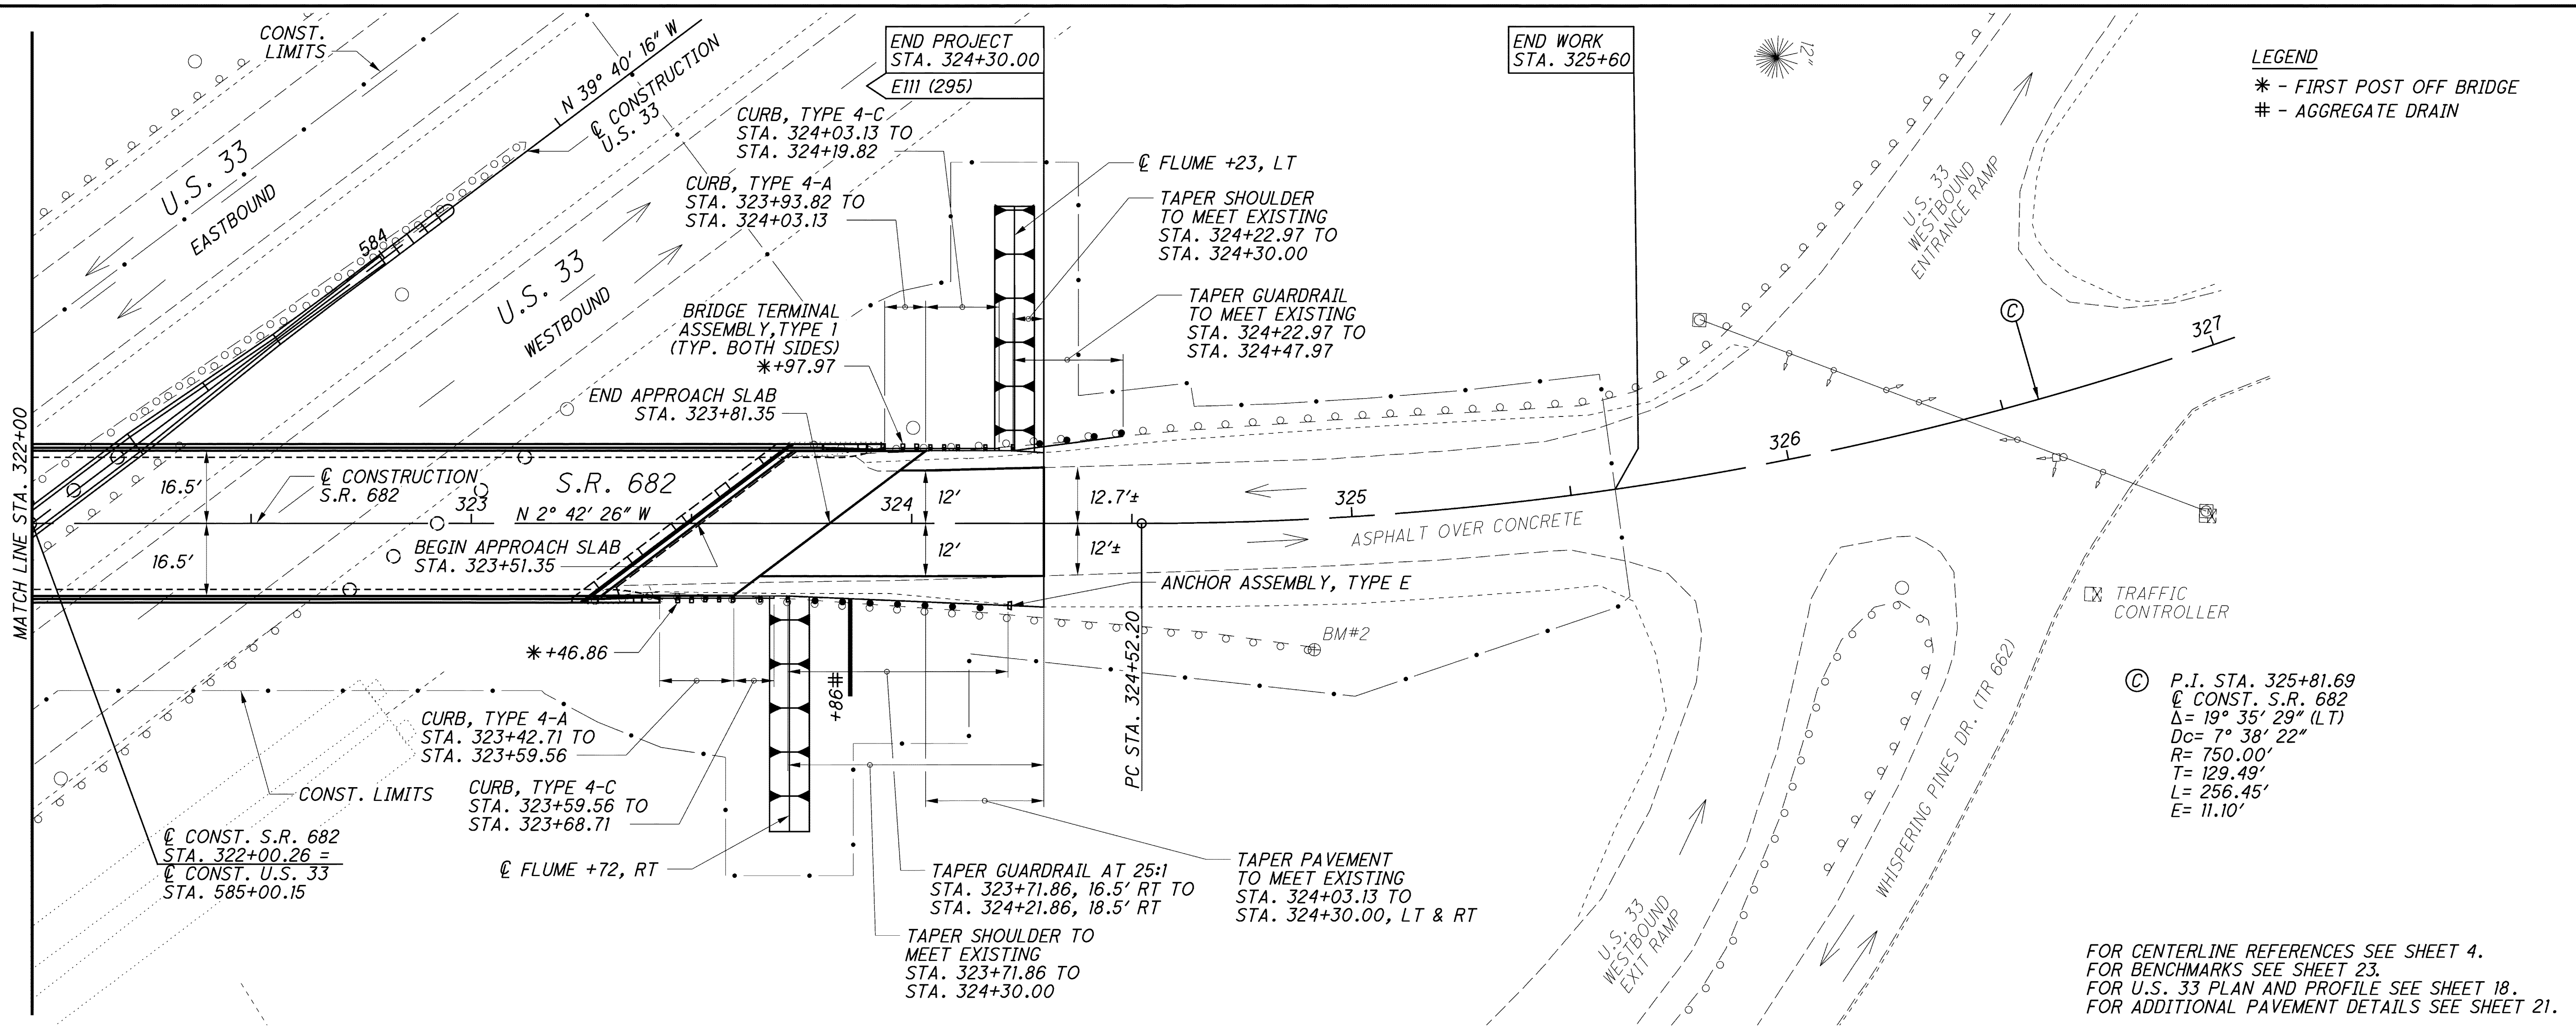 CONST.
LIMITS
N 39° 40' 16" W
℄ CONSTRUCTION
U.S. 33
U.S. 33
EASTBOUND
584
U.S. 33
WESTBOUND
END PROJECT
STA. 324+30.00
E111 (295)
CURB, TYPE 4-C
STA. 324+03.13 TO
STA. 324+19.82
CURB, TYPE 4-A
STA. 323+93.82 TO
STA. 324+03.13
BRIDGE TERMINAL
ASSEMBLY, TYPE 1
(TYP. BOTH SIDES)
*+97.97
END APPROACH SLAB
STA. 323+81.35
℄ FLUME +23, LT
TAPER SHOULDER
TO MEET EXISTING
STA. 324+22.97 TO
STA. 324+30.00
TAPER GUARDRAIL
TO MEET EXISTING
STA. 324+22.97 TO
STA. 324+47.97
END WORK
STA. 325+60
12"
U.S. 33
WESTBOUND
ENTRANCE RAMP
LEGEND
* - FIRST POST OFF BRIDGE
# - AGGREGATE DRAIN
C
327
326
325
MATCH LINE STA. 322+00
16.5'
16.5'
℄ CONSTRUCTION
S.R. 682
323
S.R. 682
N 2° 42' 26" W
324
12'
12'
12.7'±
12'±
BEGIN APPROACH SLAB
STA. 323+51.35
ASPHALT OVER CONCRETE
ANCHOR ASSEMBLY, TYPE E
PC STA. 324+52.20
BM#2
*+46.86
+86#
TRAFFIC
CONTROLLER
CURB, TYPE 4-A
STA. 323+42.71 TO
STA. 323+59.56
CURB, TYPE 4-C
STA. 323+59.56 TO
STA. 323+68.71
CONST. LIMITS
℄ CONST. S.R. 682
STA. 322+00.26 =
℄ CONST. U.S. 33
STA. 585+00.15
℄ FLUME +72, RT
TAPER GUARDRAIL AT 25:1
STA. 323+71.86, 16.5' RT TO
STA. 324+21.86, 18.5' RT
TAPER SHOULDER TO
MEET EXISTING
STA. 323+71.86 TO
STA. 324+30.00
TAPER PAVEMENT
TO MEET EXISTING
STA. 324+03.13 TO
STA. 324+30.00, LT & RT
U.S. 33
WESTBOUND
EXIT RAMP
WHISPERING PINES DR. (TR 662)
C P.I. STA. 325+81.69
℄ CONST. S.R. 682
Δ= 19° 35' 29" (LT)
Dc= 7° 38' 22"
R= 750.00'
T= 129.49'
L= 256.45'
E= 11.10'
FOR CENTERLINE REFERENCES SEE SHEET 4.
FOR BENCHMARKS SEE SHEET 23.
FOR U.S. 33 PLAN AND PROFILE SEE SHEET 18.
FOR ADDITIONAL PAVEMENT DETAILS SEE SHEET 21.